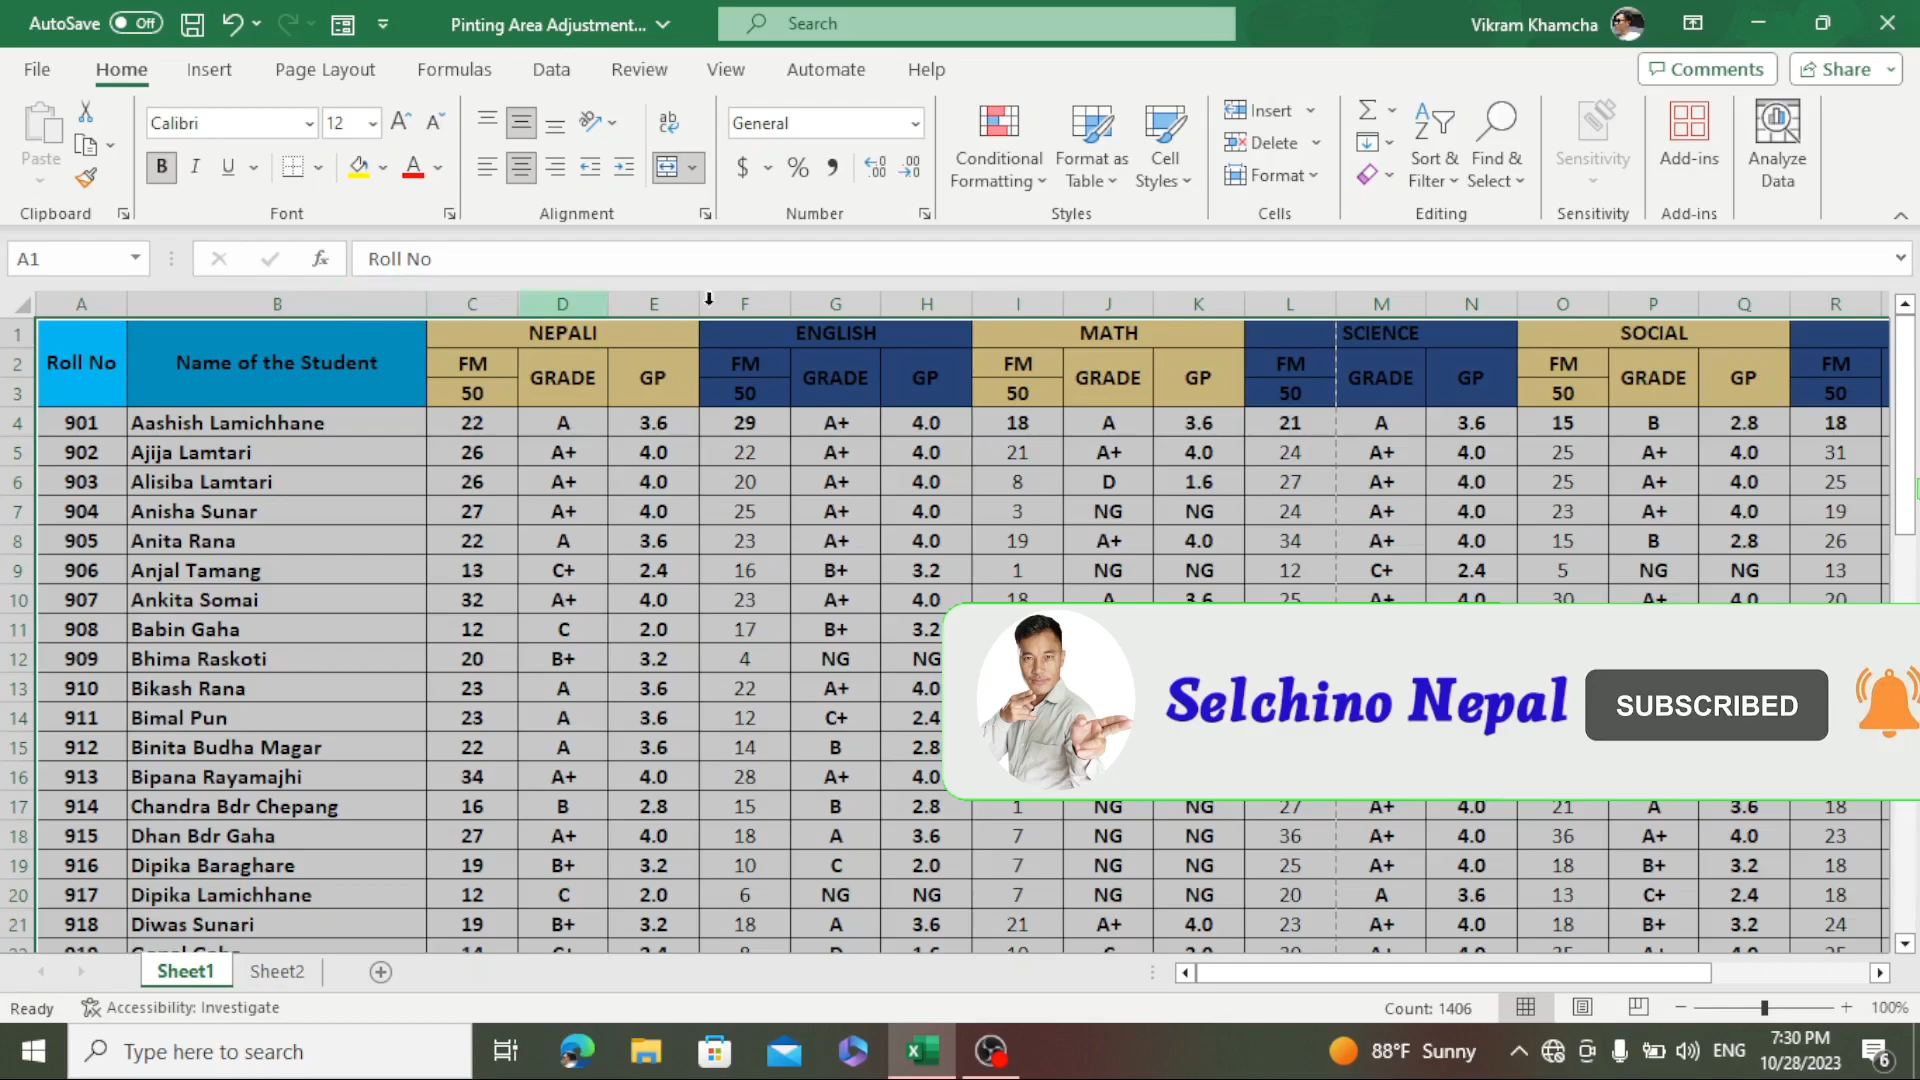 AutoSave Off Pinting Area Adjustment... Search Vikram Khamcha
File Home Insert Page Layout Formulas Data Review View Automate Help Comments Share
Calibri 12 General
Paste Conditional Formatting Format as Table Cell Styles Insert Delete Format Sort & Filter Find & Select Sensitivity Add-ins Analyze Data
Clipboard Font Alignment Number Styles Cells Editing Sensitivity Add-ins
A1 fx Roll No
A B C D E F G H I J K L M N O P Q R
1 Roll No Name of the Student NEPALI ENGLISH MATH SCIENCE SOCIAL
2 FM GRADE GP FM GRADE GP FM GRADE GP FM GRADE GP FM GRADE GP FM
3 50 50 50 50 50 50
4 901 Aashish Lamichhane 22 A 3.6 29 A+ 4.0 18 A 3.6 21 A 3.6 15 B 2.8 18
5 902 Ajija Lamtari 26 A+ 4.0 22 A+ 4.0 21 A+ 4.0 24 A+ 4.0 25 A+ 4.0 31
6 903 Alisiba Lamtari 26 A+ 4.0 20 A+ 4.0 8 D 1.6 27 A+ 4.0 25 A+ 4.0 25
7 904 Anisha Sunar 27 A+ 4.0 25 A+ 4.0 3 NG NG 24 A+ 4.0 23 A+ 4.0 19
8 905 Anita Rana 22 A 3.6 23 A+ 4.0 19 A+ 4.0 34 A+ 4.0 15 B 2.8 26
9 906 Anjal Tamang 13 C+ 2.4 16 B+ 3.2 1 NG NG 12 C+ 2.4 5 NG NG 13
10 907 Ankita Somai 32 A+ 4.0 23 A+ 4.0 18 A 3.6 25 A+ 4.0 30 A+ 4.0 20
11 908 Babin Gaha 12 C 2.0 17 B+ 3.2
12 909 Bhima Raskoti 20 B+ 3.2 4 NG NG
13 910 Bikash Rana 23 A 3.6 22 A+ 4.0
14 911 Bimal Pun 23 A 3.6 12 C+ 2.4
15 912 Binita Budha Magar 22 A 3.6 14 B 2.8
16 913 Bipana Rayamajhi 34 A+ 4.0 28 A+ 4.0
17 914 Chandra Bdr Chepang 16 B 2.8 15 B 2.8 1 NG NG 27 A+ 4.0 21 A 3.6 18
18 915 Dhan Bdr Gaha 27 A+ 4.0 18 A 3.6 7 NG NG 36 A+ 4.0 36 A+ 4.0 23
19 916 Dipika Baraghare 19 B+ 3.2 10 C 2.0 7 NG NG 25 A+ 4.0 18 B+ 3.2 18
20 917 Dipika Lamichhane 12 C 2.0 6 NG NG 7 NG NG 20 A 3.6 13 C+ 2.4 18
21 918 Diwas Sunari 19 B+ 3.2 18 A 3.6 21 A+ 4.0 23 A+ 4.0 18 B+ 3.2 24
Selchino Nepal SUBSCRIBED
Sheet1 Sheet2
Ready Accessibility: Investigate Count: 1406 100%
Type here to search 88°F Sunny ENG 7:30 PM
10/28/2023 6